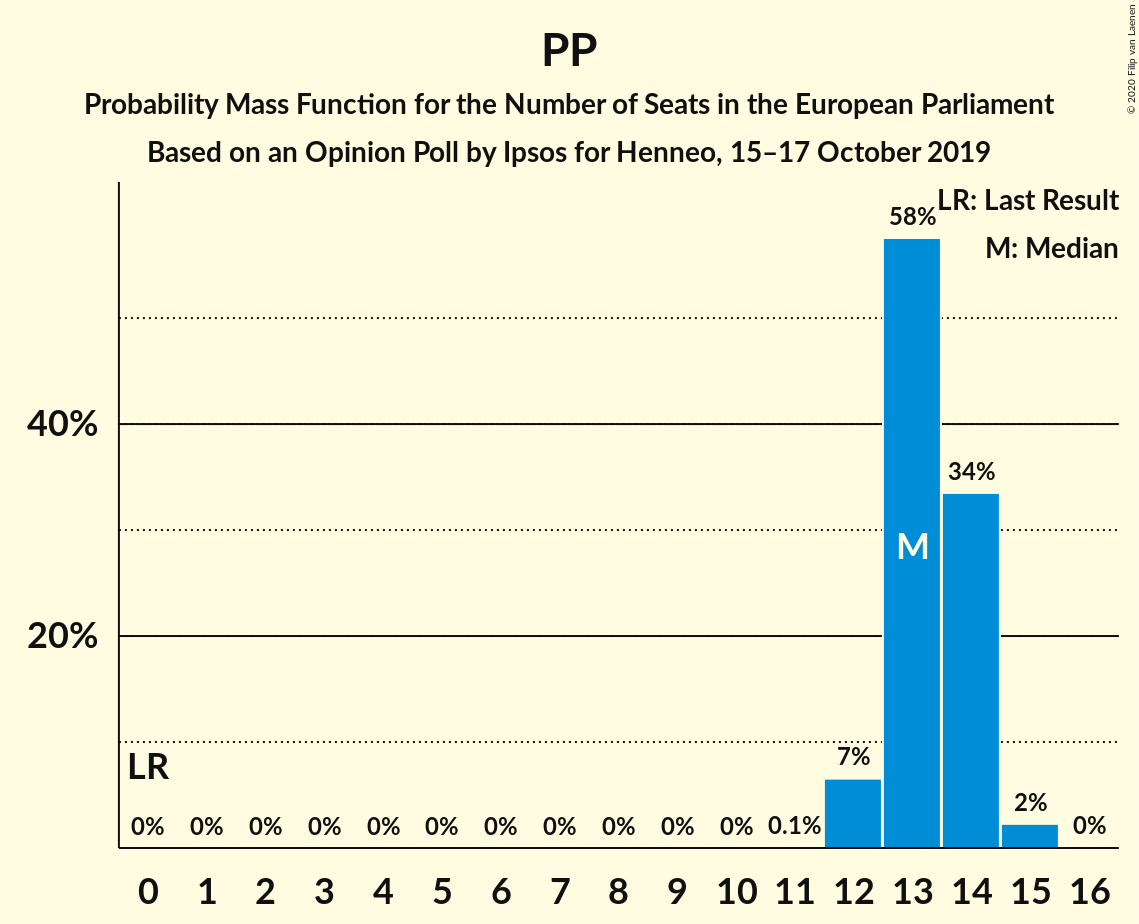 PP
Probability Mass Function for the Number of Seats in the European Parliament
Based on an Opinion Poll by Ipsos for Henneo, 15–17 October 2019
© 2020 Filip van Laenen
LR: Last Result
M: Median
58%
40%
34%
M
20%
LR
7%
2%
0% 0% 0% 0% 0% 0% 0% 0% 0% 0% 0% 0.1% 0%
0 1 2 3 4 5 6 7 8 9 10 11 12 13 14 15 16